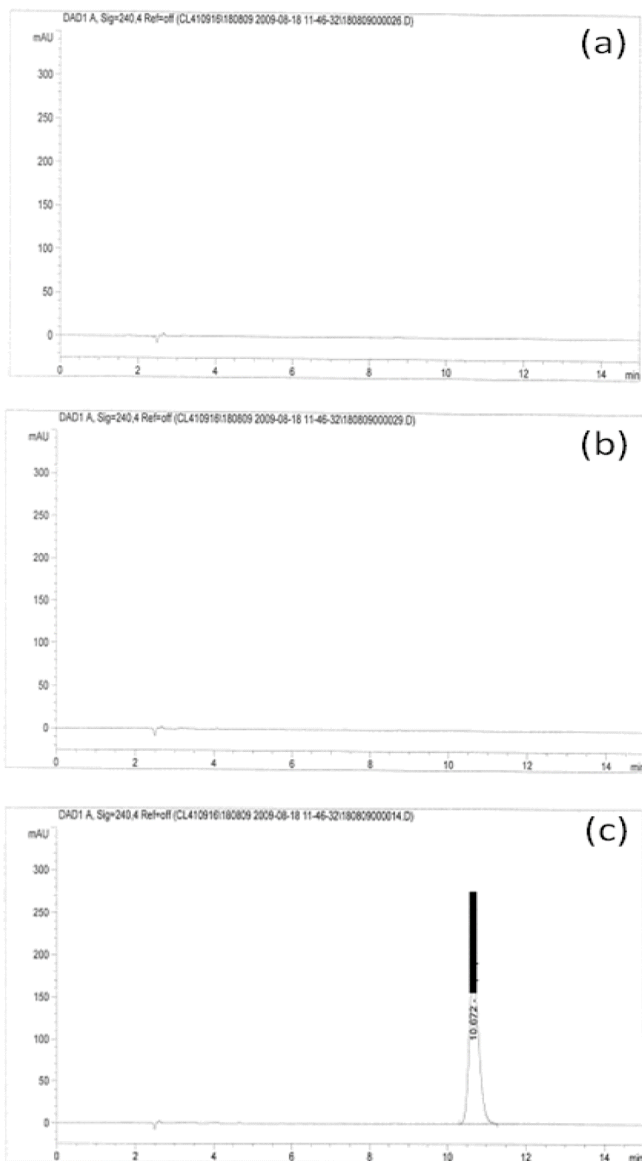 DAD1 A, Sig=240,4 Ref=off (CL410916\180809 2009-08-18 11-46-32\180809000026.D)
(a)
mAU
300
250
200
150
100
50
0
0 2 4 6 8 10 12 14 min
DAD1 A, Sig=240,4 Ref=off (CL410916\180809 2009-08-18 11-46-32\180809000029.D)
(b)
mAU
300
250
200
150
100
50
0
0 2 4 6 8 10 12 14 min
DAD1 A, Sig=240,4 Ref=off (CL410916\180809 2009-08-18 11-46-32\180809000014.D)
(c)
mAU
300
250
200
150
100
50
0
10.672 -
0 2 4 6 8 10 12 14 min